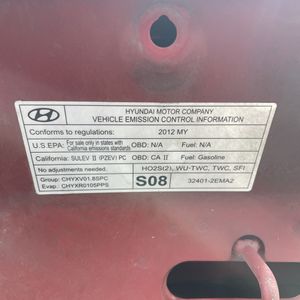 HYUNDAI MOTOR COMPANY
VEHICLE EMISSION CONTROL INFORMATION
Conforms to regulations: 2012 MY
U.S.EPA: For sale only in states with California emissions standards OBD: N/A Fuel: N/A
California: SULEV II (PZEV) PC OBD: CA II Fuel: Gasoline
No adjustments needed. HO2S(2), WU-TWC, TWC, SFI
Group: CHYXV01.8SPC
Evap: CHYXR0105PPS
S08 32401-2EMA2